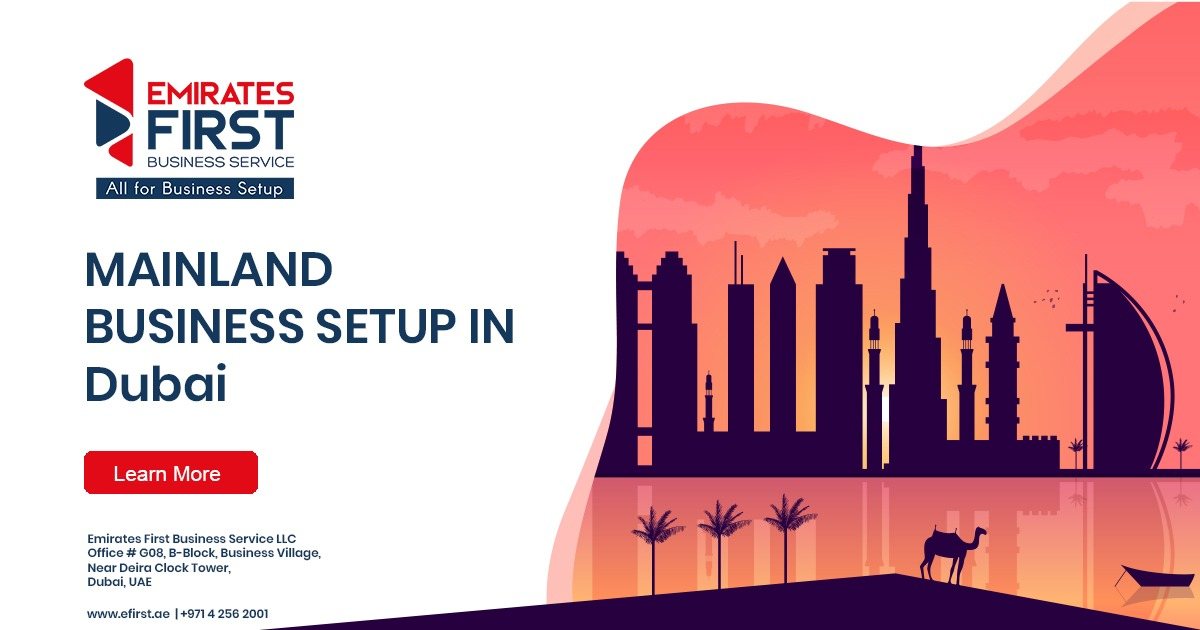 EMIRATES
FIRST
BUSINESS SERVICE
All for Business Setup
MAINLAND
BUSINESS SETUP IN
Dubai
Learn More
Emirates First Business Service LLC
Office # G08, B-Block, Business Village,
Near Deira Clock Tower,
Dubai, UAE
www.efirst.ae | +971 4 256 2001